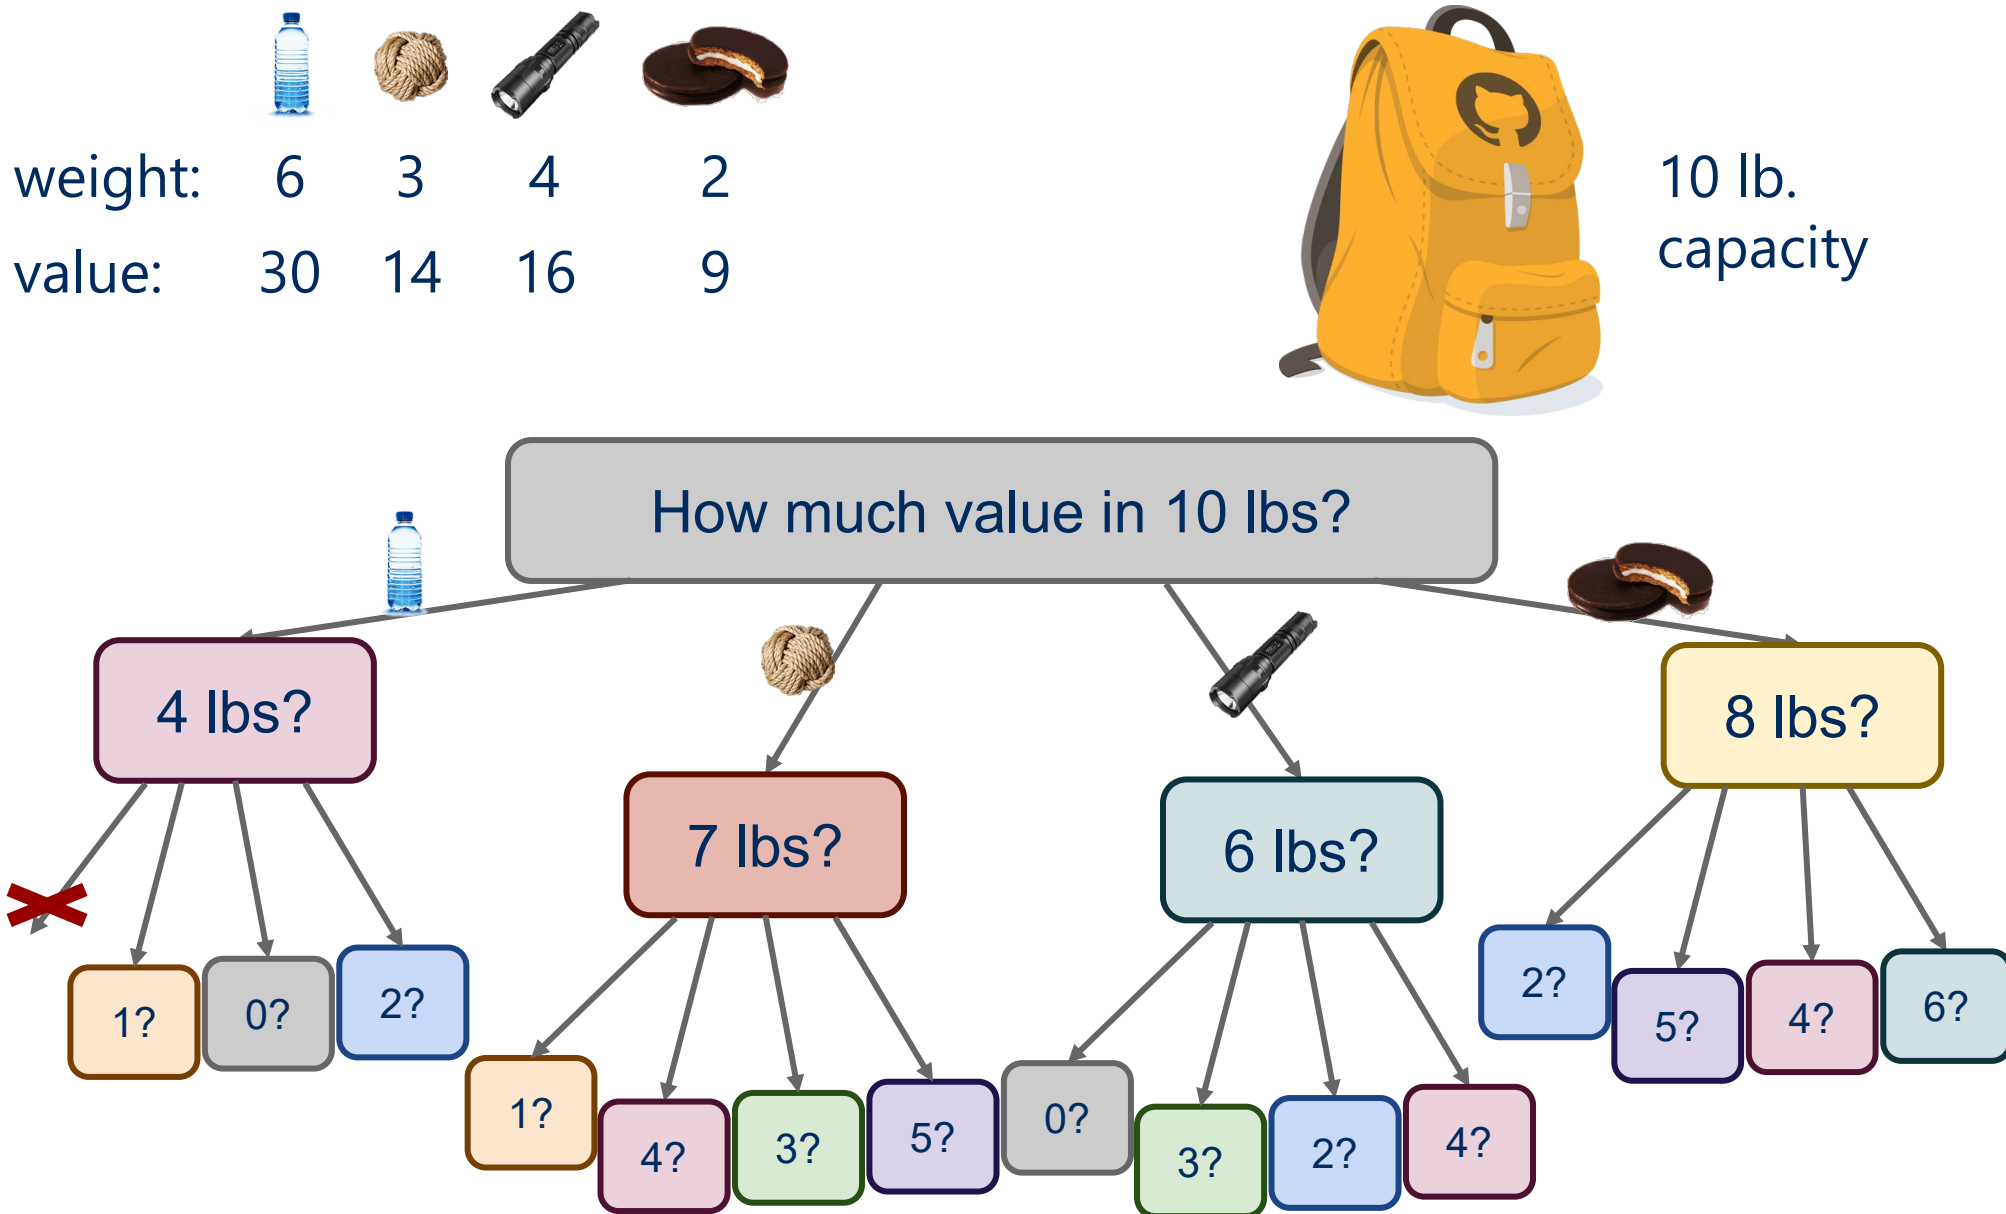 weight: 6 3 4 2
value: 30 14 16 9
10 lb.
capacity
How much value in 10 lbs?
4 lbs?
7 lbs?
6 lbs?
8 lbs?
1?
0?
2?
1?
4?
3?
5?
0?
3?
2?
4?
2?
5?
4?
6?